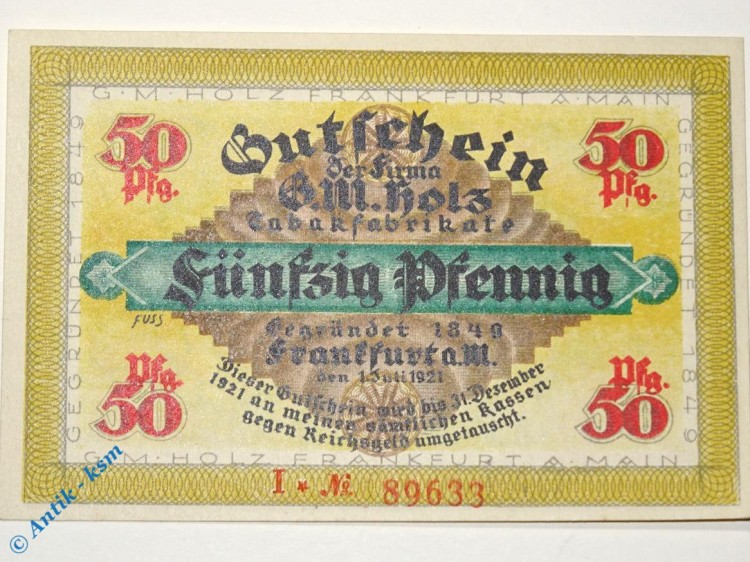 G·M·HOLZ FRANKFURT A·MAIN
GEGRÜNDET 1849
GEGRÜNDET 1849
50 Pfg.
50 Pfg.
Gutschein
Der Firma
G.M. Holz
Tabakfabrikate
Fünfzig Pfennig
FUSS
Gegründet 1849
Frankfurt a.M.
den 1. Juli 1921
Dieser Gutschein wird bis 31. Dezember
1921 an meinen sämtlichen Kassen
gegen Reichsgeld umgetauscht.
Pfg. 50
Pfg. 50
G·M·HOLZ FRANKFURT A·MAIN
I * № 89633
© Antik - ksm